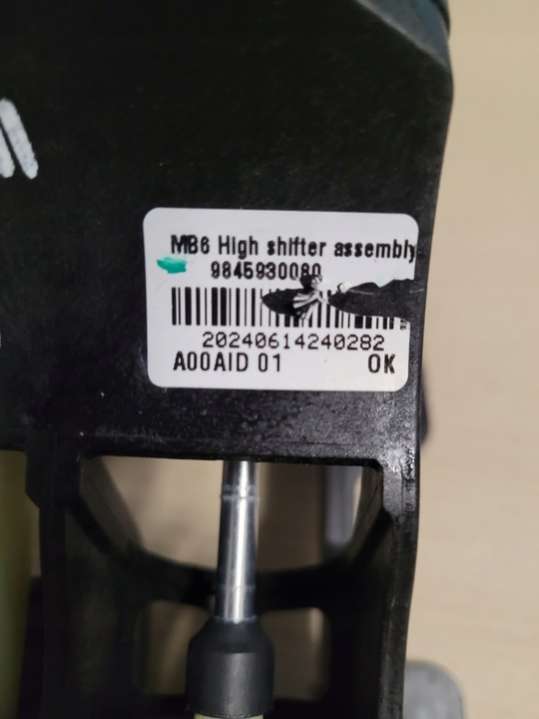 MB6 High shifter assembly
9845930080
20240614240282
A00AID 01 OK